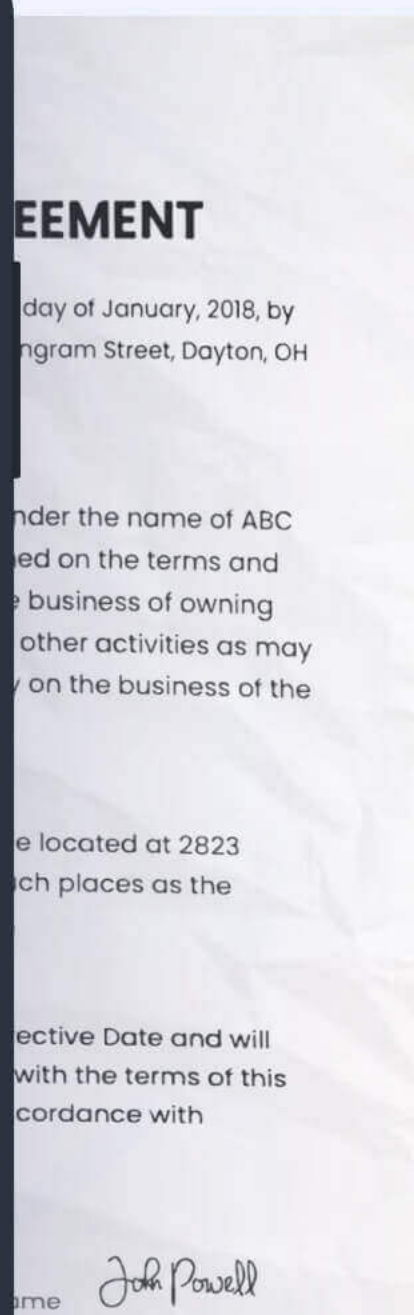 EEMENT
day of January, 2018, by
ngram Street, Dayton, OH
nder the name of ABC
ed on the terms and
business of owning
other activities as may
on the business of the
e located at 2823
ch places as the
ective Date and will
with the terms of this
cordance with
ame John Powell